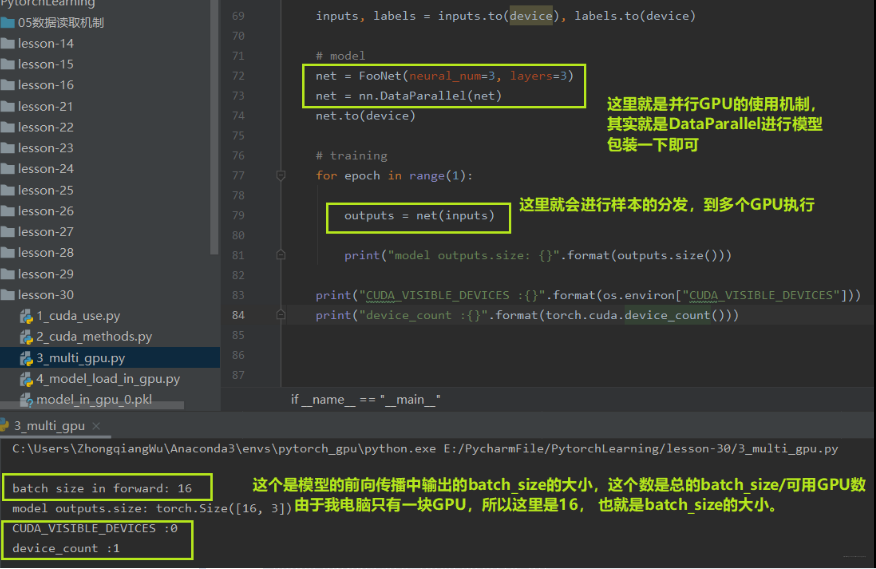 PytorchLearning
05数据读取机制
lesson-14
lesson-15
lesson-16
lesson-21
lesson-22
lesson-23
lesson-24
lesson-25
lesson-26
lesson-27
lesson-28
lesson-29
lesson-30
1_cuda_use.py
2_cuda_methods.py
3_multi_gpu.py
4_model_load_in_gpu.py
model_in_gpu_0.pkl
69 inputs, labels = inputs.to(device), labels.to(device)
70
71 # model
72 net = FooNet(neural_num=3, layers=3)
73 net = nn.DataParallel(net)
74 net.to(device)
75
76 # training
77 for epoch in range(1):
78
79 outputs = net(inputs)
80
81 print("model outputs.size: {}".format(outputs.size()))
82
83 print("CUDA_VISIBLE_DEVICES :{}".format(os.environ["CUDA_VISIBLE_DEVICES"]))
84 print("device_count :{}".format(torch.cuda.device_count()))
85
86
87
这里就是并行GPU的使用机制,
其实就是DataParallel进行模型
包装一下即可
这里就会进行样本的分发，到多个GPU执行
if __name__ == "__main__"
3_multi_gpu
C:\Users\ZhongqiangWu\Anaconda3\envs\pytorch_gpu\python.exe E:/PycharmFile/PytorchLearning/lesson-30/3_multi_gpu.py
batch size in forward: 16
model outputs.size: torch.Size([16, 3])
CUDA_VISIBLE_DEVICES :0
device_count :1
这个是模型的前向传播中输出的batch_size的大小，这个数是总的batch_size/可用GPU数
由于我电脑只有一块GPU，所以这里是16， 也就是batch_size的大小。